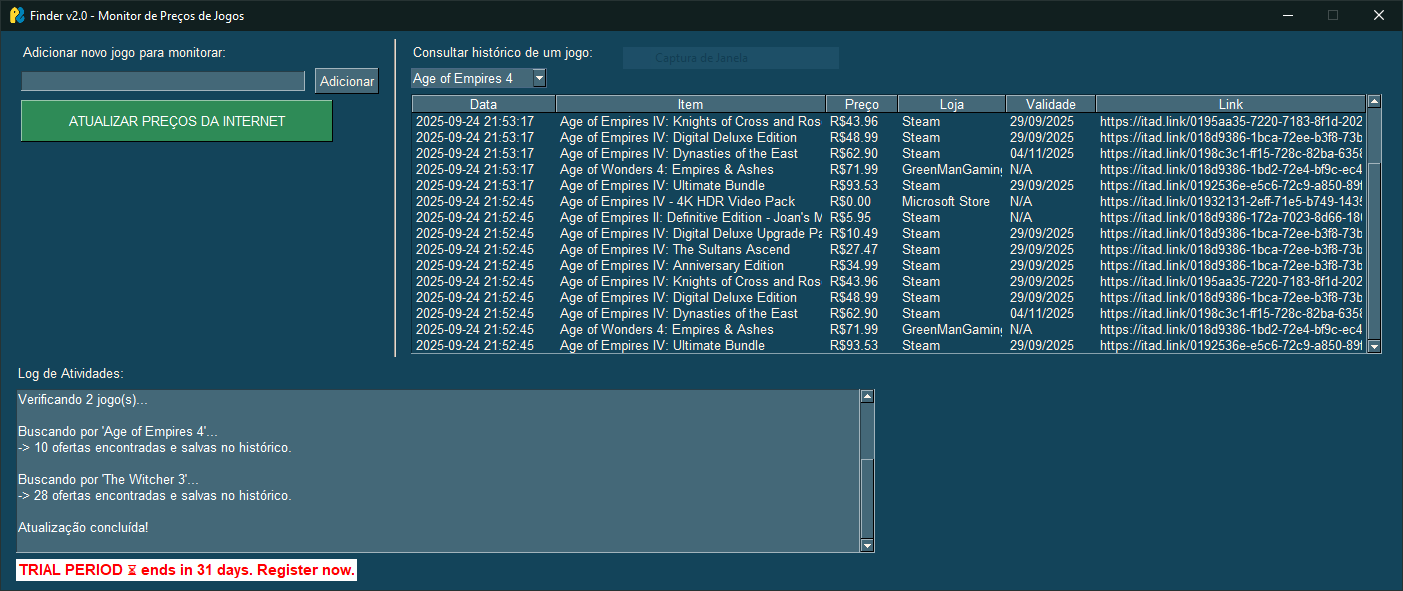 Finder v2.0 - Monitor de Preços de Jogos
Adicionar novo jogo para monitorar:
Adicionar
ATUALIZAR PREÇOS DA INTERNET
Consultar histórico de um jogo:
Captura de Janela
Age of Empires 4
Data Item Preço Loja Validade Link
2025-09-24 21:53:17 Age of Empires IV: Knights of Cross and Ros R$43.96 Steam 29/09/2025 https://itad.link/0195aa35-7220-7183-8f1d-202
2025-09-24 21:53:17 Age of Empires IV: Digital Deluxe Edition R$48.99 Steam 29/09/2025 https://itad.link/018d9386-1bca-72ee-b3f8-73b
2025-09-24 21:53:17 Age of Empires IV: Dynasties of the East R$62.90 Steam 04/11/2025 https://itad.link/0198c3c1-ff15-728c-82ba-6358
2025-09-24 21:53:17 Age of Wonders 4: Empires & Ashes R$71.99 GreenManGaming N/A https://itad.link/018d9386-1bd2-72e4-bf9c-ec4
2025-09-24 21:53:17 Age of Empires IV: Ultimate Bundle R$93.53 Steam 29/09/2025 https://itad.link/0192536e-e5c6-72c9-a850-89f
2025-09-24 21:52:45 Age of Empires IV - 4K HDR Video Pack R$0.00 Microsoft Store N/A https://itad.link/01932131-2eff-71e5-b749-1435
2025-09-24 21:52:45 Age of Empires II: Definitive Edition - Joan's M R$5.95 Steam N/A https://itad.link/018d9386-172a-7023-8d66-180
2025-09-24 21:52:45 Age of Empires IV: Digital Deluxe Upgrade Pa R$10.49 Steam 29/09/2025 https://itad.link/018d9386-1bca-72ee-b3f8-73b
2025-09-24 21:52:45 Age of Empires IV: The Sultans Ascend R$27.47 Steam 29/09/2025 https://itad.link/018d9386-1bca-72ee-b3f8-73b
2025-09-24 21:52:45 Age of Empires IV: Anniversary Edition R$34.99 Steam 29/09/2025 https://itad.link/018d9386-1bca-72ee-b3f8-73b
2025-09-24 21:52:45 Age of Empires IV: Knights of Cross and Ros R$43.96 Steam 29/09/2025 https://itad.link/0195aa35-7220-7183-8f1d-202
2025-09-24 21:52:45 Age of Empires IV: Digital Deluxe Edition R$48.99 Steam 29/09/2025 https://itad.link/018d9386-1bca-72ee-b3f8-73b
2025-09-24 21:52:45 Age of Empires IV: Dynasties of the East R$62.90 Steam 04/11/2025 https://itad.link/0198c3c1-ff15-728c-82ba-6358
2025-09-24 21:52:45 Age of Wonders 4: Empires & Ashes R$71.99 GreenManGaming N/A https://itad.link/018d9386-1bd2-72e4-bf9c-ec4
2025-09-24 21:52:45 Age of Empires IV: Ultimate Bundle R$93.53 Steam 29/09/2025 https://itad.link/0192536e-e5c6-72c9-a850-89f
Log de Atividades:
Verificando 2 jogo(s)...
Buscando por 'Age of Empires 4'...
-> 10 ofertas encontradas e salvas no histórico.
Buscando por 'The Witcher 3'...
-> 28 ofertas encontradas e salvas no histórico.
Atualização concluída!
TRIAL PERIOD ⏳ ends in 31 days. Register now.